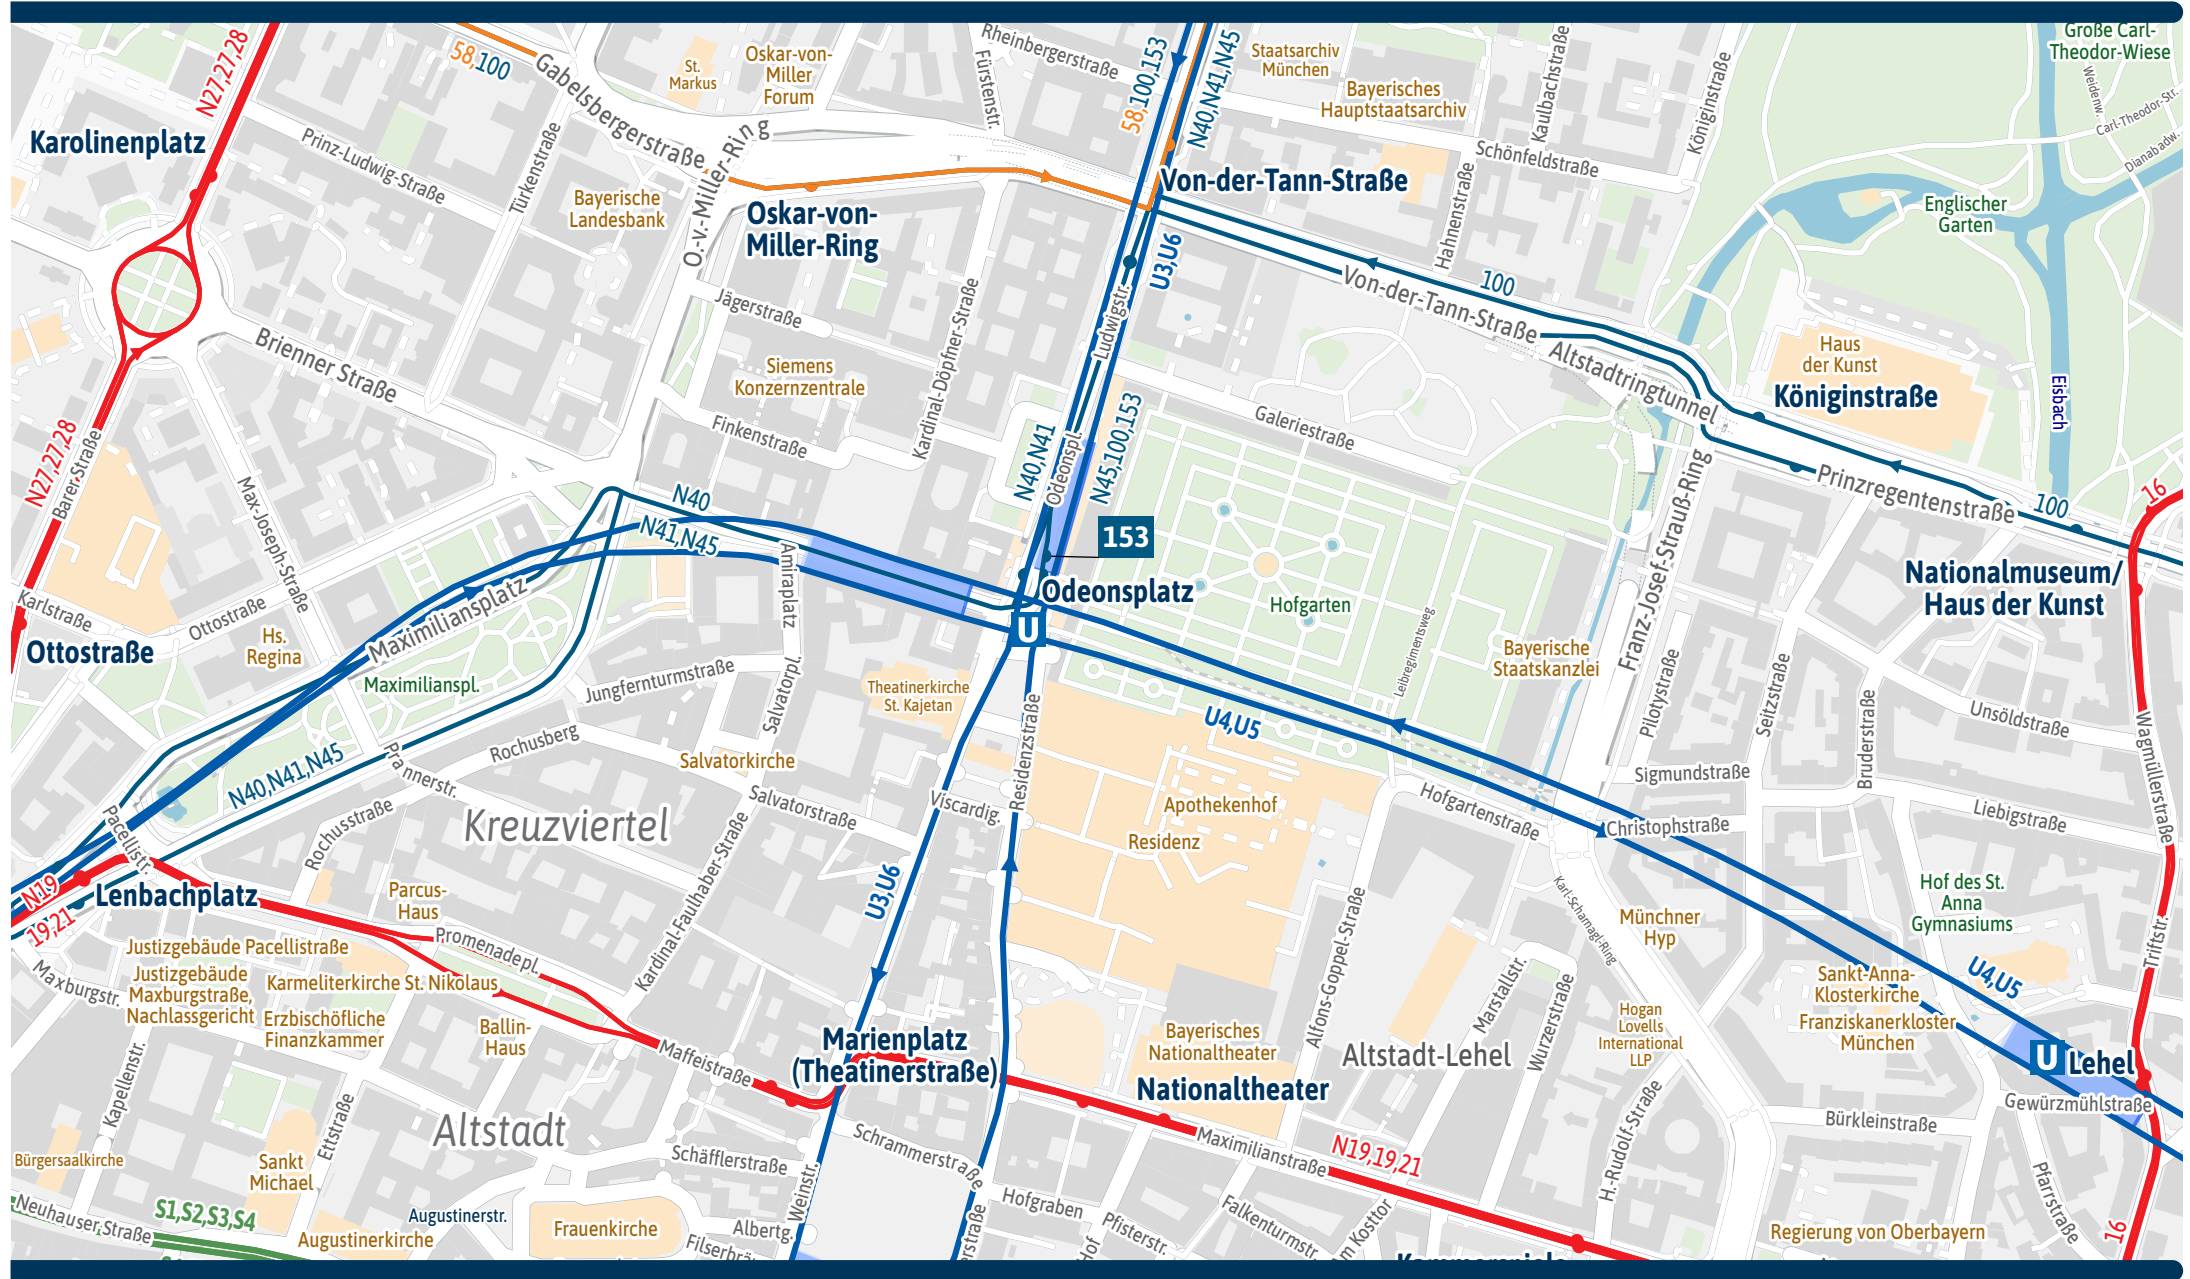 58,100
N27,27,28
Gabelsbergerstraße
St.
Markus
Oskar-von-
Miller
Forum
Fürstenstr.
Rheinbergerstraße
58,100,153
N40,N41,N45
Staatsarchiv
München
Bayerisches
Hauptstaatsarchiv
Kaulbachstraße
Königinstraße
Große Carl-
Theodor-Wiese
Weidenw.
Carl-Theodor-Str.
Dianabadw.
Karolinenplatz
Prinz-Ludwig-Straße
Türkenstraße
O.-v.-Miller-Ring
Bayerische
Landesbank
Oskar-von-
Miller-Ring
Von-der-Tann-Straße
Schönfeldstraße
Hahnenstraße
Englischer
Garten
U3,U6
100
Von-der-Tann-Straße
Jägerstraße
Kardinal-Döpfner-Straße
Ludwigstr.
Altstadtringtunnel
Haus
der Kunst
Königinstraße
Eisbach
Brienner Straße
Siemens
Konzernzentrale
Finkenstraße
Galeriestraße
N27,27,28
Barer Straße
Max-Joseph-Straße
N40,N41
Odeonspl.
N45,100,153
Prinzregentenstraße
100
16
N40
N41,N45
153
Franz-Josef-Strauß-Ring
Nationalmuseum/
Haus der Kunst
Amiraplatz
Odeonsplatz
U
Hofgarten
Leibregimentsweg
Karlstraße
Ottostraße
Maximiliansplatz
Ottostraße
Hs.
Regina
Maximilianspl.
Jungfernturmstraße
Salvatorpl.
Theatinerkirche
St. Kajetan
Bayerische
Staatskanzlei
Pilotystraße
Seitzstraße
Bruderstraße
Unsöldstraße
Wagmüllerstraße
Residenzstraße
U4,U5
N40,N41,N45
Prannerstr.
Rochusberg
Salvatorkirche
Sigmundstraße
Pacellistr.
Rochusstraße
Kreuzviertel
Salvatorstraße
Viscardig.
Apothekenhof
Residenz
Hofgartenstraße
Christophstraße
Liebigstraße
N19
19,21
Lenbachplatz
Parcus-
Haus
Kardinal-Faulhaber-Straße
U3,U6
Alfons-Goppel-Straße
Karl-Scharnagl-Ring
Münchner
Hyp
Hof des St.
Anna
Gymnasiums
Triftstr.
Justizgebäude Pacellistraße
Promenadepl.
Maxburgstr.
Justizgebäude
Maxburgstraße,
Nachlassgericht
Karmeliterkirche St. Nikolaus
Erzbischöfliche
Finanzkammer
Ballin-
Haus
Marstallstr.
Wurzerstraße
Sankt-Anna-
Klosterkirche
U4,U5
Franziskanerkloster
München
Hogan
Lovells
International
LLP
Maffeistraße
Marienplatz
(Theatinerstraße)
Bayerisches
Nationaltheater
Nationaltheater
Altstadt-Lehel
U
Lehel
Gewürzmühlstraße
Kapellenstr.
Ettstraße
Altstadt
Schrammerstraße
Schäfflerstraße
Maximilianstraße
N19,19,21
H.-Rudolf-Straße
Bürkleinstraße
Pfarrstraße
Bürgersaalkirche
Sankt
Michael
Weinstr.
Neuhauser Straße
S1,S2,S3,S4
Augustinerkirche
Augustinerstr.
Frauenkirche
Albertg.
Hofgraben
Pfisterstr.
Falkenturmstr.
Regierung von Oberbayern
16